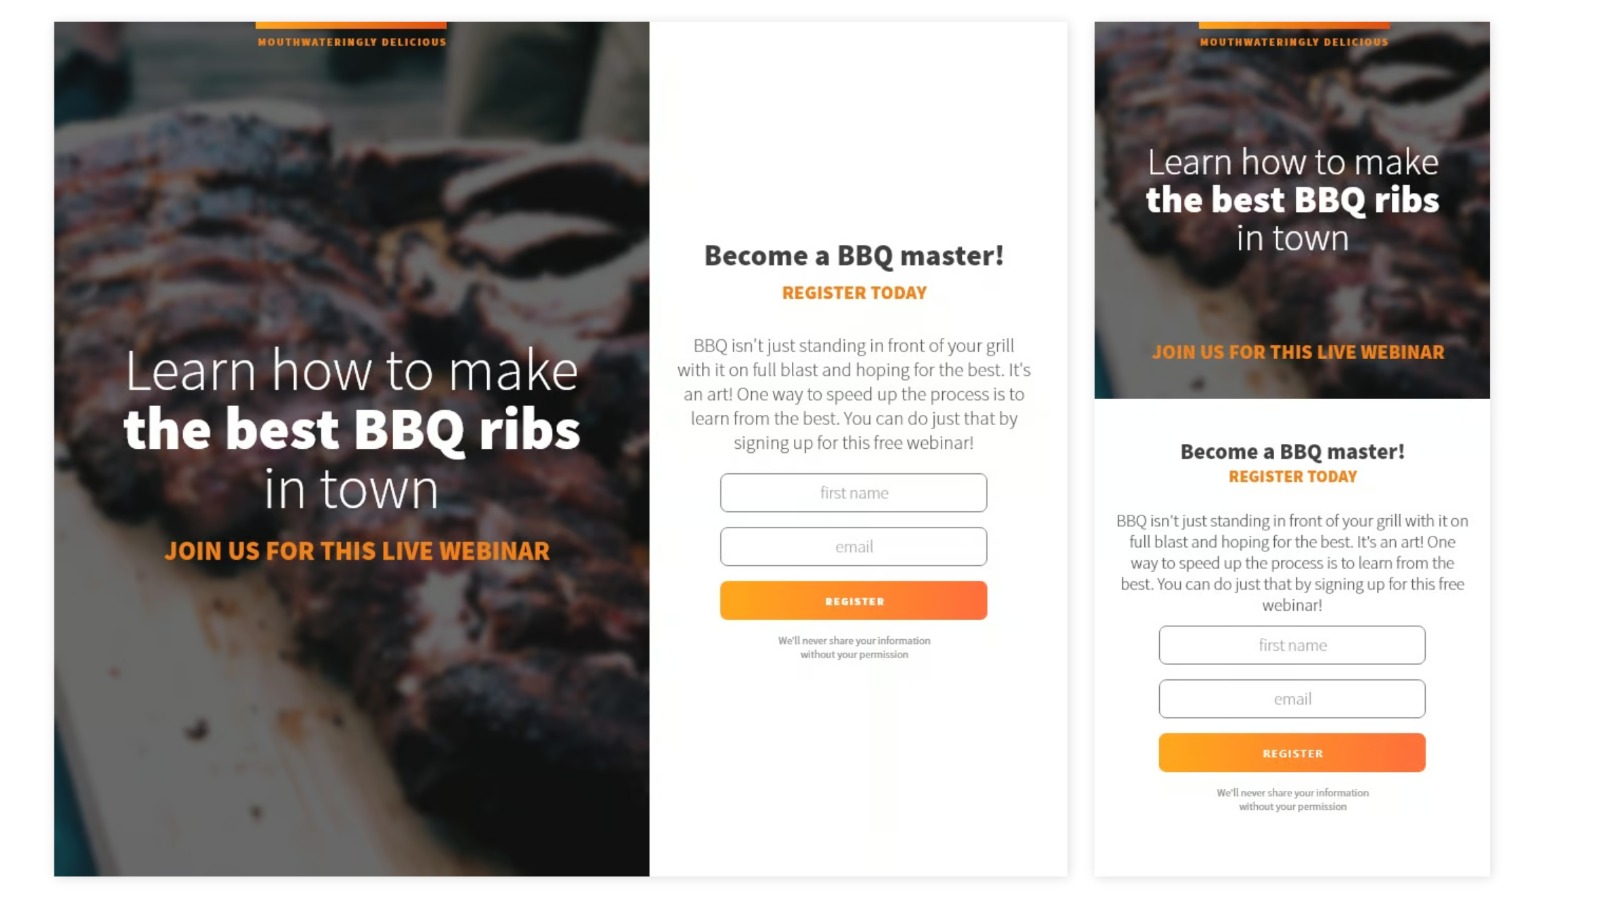 MOUTHWATERINGLY DELICIOUS
Learn how to make
the best BBQ ribs
in town
JOIN US FOR THIS LIVE WEBINAR
Become a BBQ master!
REGISTER TODAY
BBQ isn't just standing in front of your grill
with it on full blast and hoping for the best. It's
an art! One way to speed up the process is to
learn from the best. You can do just that by
signing up for this free webinar!
first name
email
REGISTER
We'll never share your information
without your permission
MOUTHWATERINGLY DELICIOUS
Learn how to make
the best BBQ ribs
in town
JOIN US FOR THIS LIVE WEBINAR
Become a BBQ master!
REGISTER TODAY
BBQ isn't just standing in front of your grill with it on
full blast and hoping for the best. It's an art! One
way to speed up the process is to learn from the
best. You can do just that by signing up for this free
webinar!
first name
email
REGISTER
We'll never share your information
without your permission